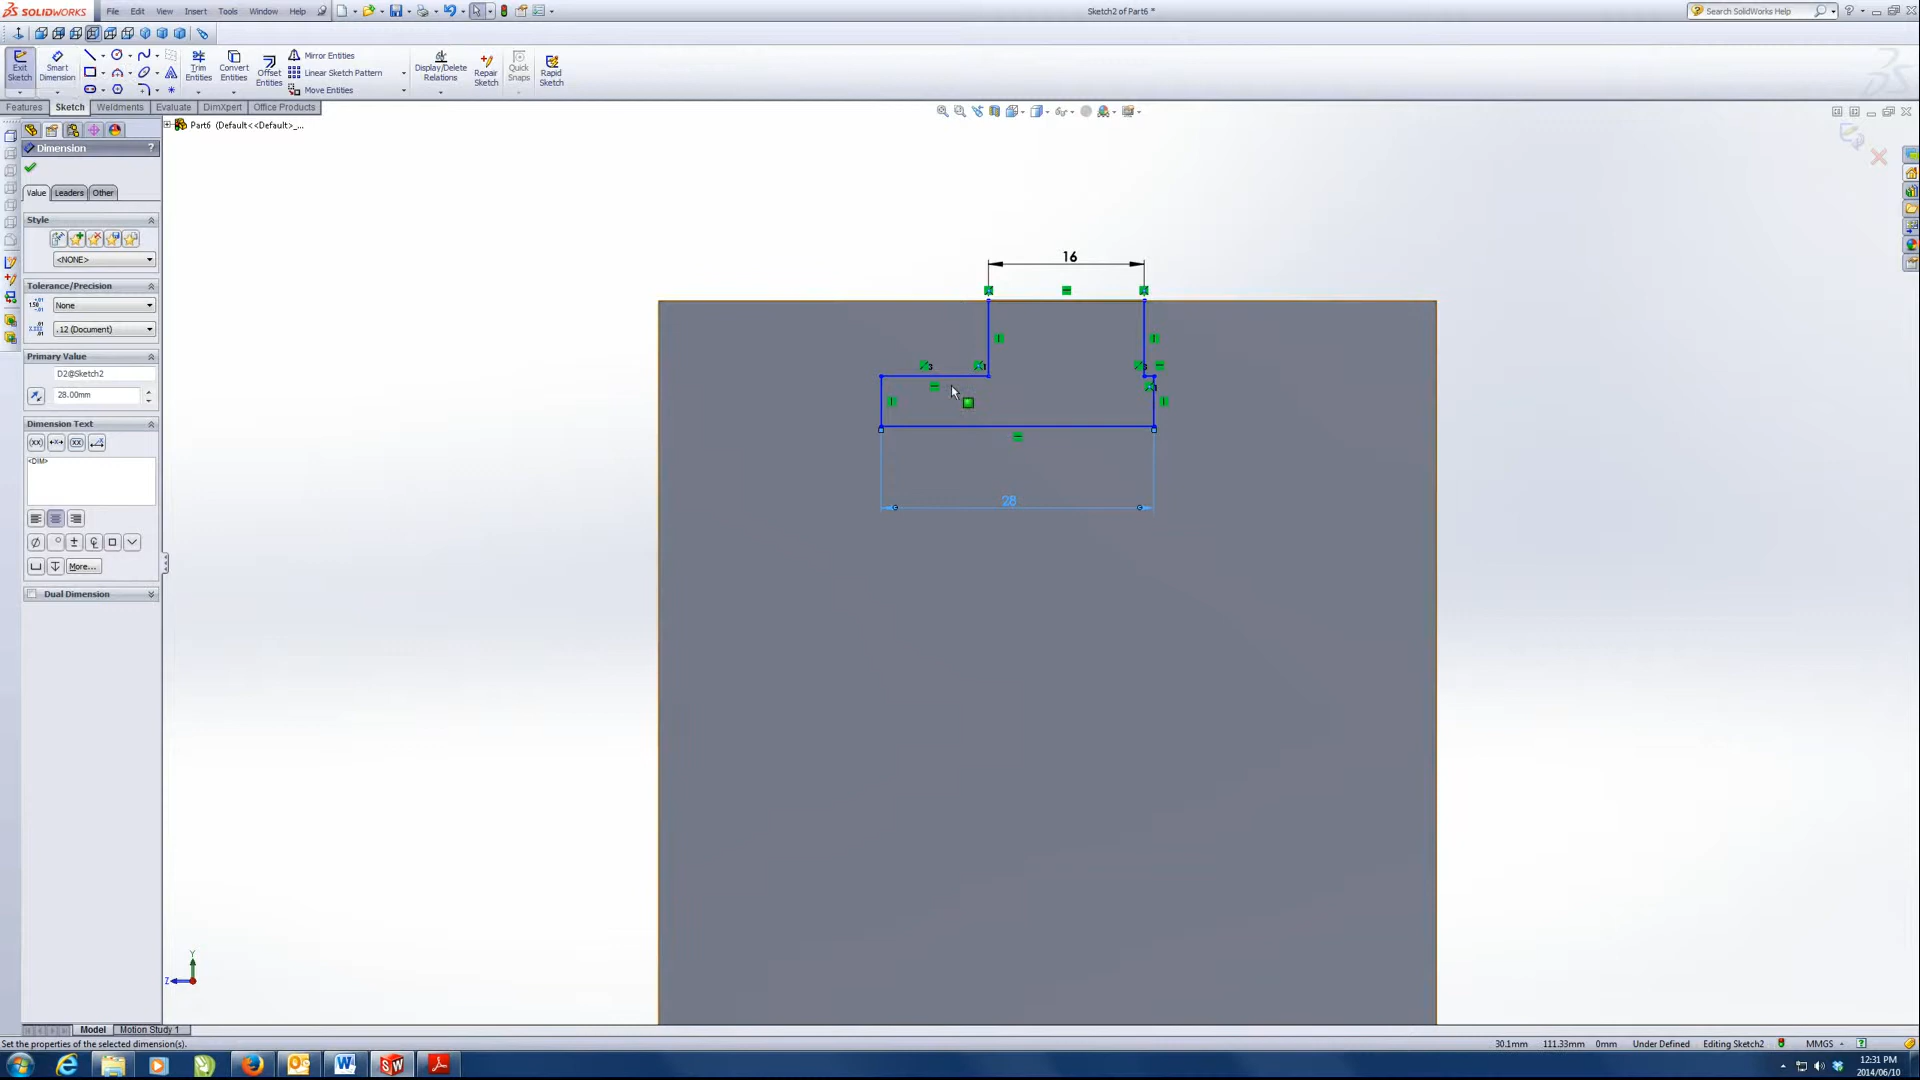 SOLIDWORKS File Edit View Insert Tools Window Help Sketch2 of Part6 * Search SolidWorks Help
Exit Sketch Smart Dimension Trim Entities Convert Entities Offset Entities Mirror Entities Linear Sketch Pattern Move Entities Display/Delete Relations Repair Sketch Quick Snaps Rapid Sketch
Features Sketch Weldments Evaluate DimXpert Office Products
Part6 (Default<<Default>_...
Dimension ?
Value Leaders Other
Style
<NONE>
Tolerance/Precision
None
.12 (Document)
Primary Value
D2@Sketch2
28.00mm
Dimension Text
<DIM>
More...
Dual Dimension
16
28
Y
Z
Model Motion Study 1
Set the properties of the selected dimension(s). 30.1mm 111.33mm 0mm Under Defined Editing Sketch2 MMGS
12:31 PM
2014/06/10